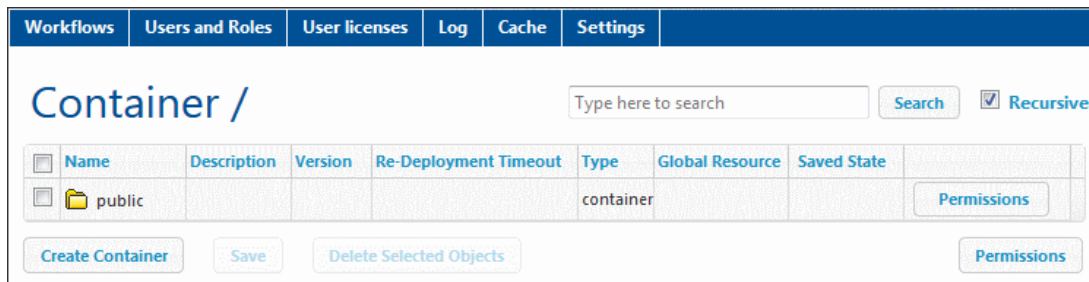 Workflows Users and Roles User licenses Log Cache Settings
Container / Type here to search Search Recursive
Name Description Version Re-Deployment Timeout Type Global Resource Saved State
public container Permissions
Create Container Save Delete Selected Objects Permissions